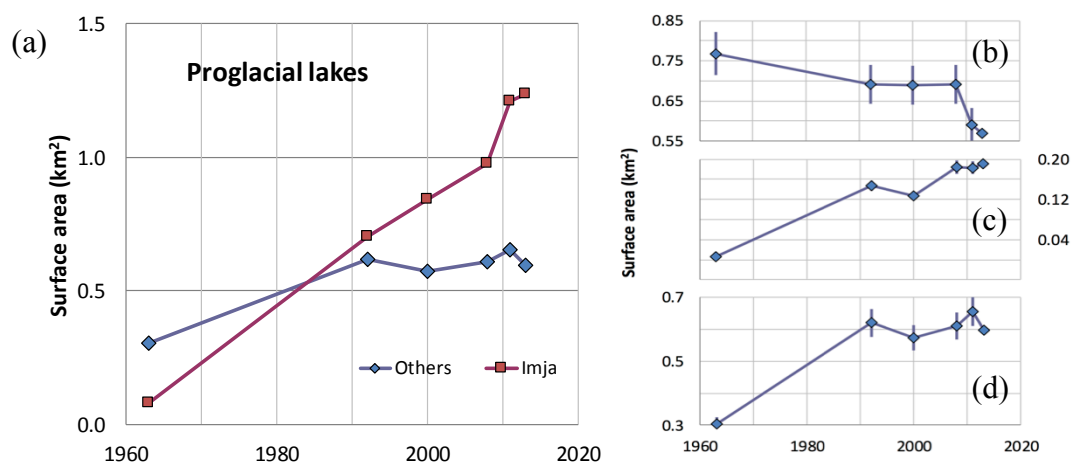 (a)
Proglacial lakes
Surface area (km²)
1.5
1.0
0.5
0.0
Others
Imja
1960
1980
2000
2020
(b)
0.85
0.75
0.65
0.55
Surface area (km²)
(c)
0.20
0.12
0.04
(d)
0.7
0.5
0.3
1960
1980
2000
2020